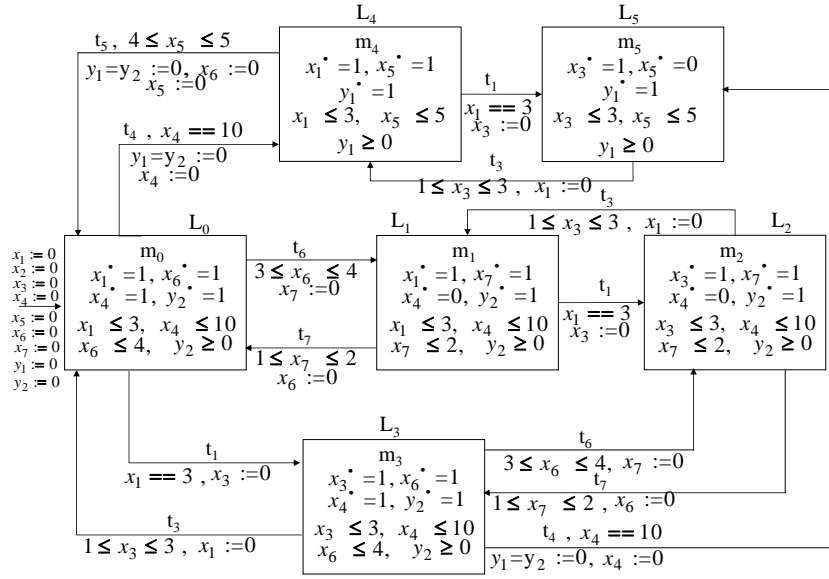 L4
L5
t5 , 4 ≤ x5 ≤ 5
y1=y2 :=0, x6 :=0
x5 :=0
m4
x1˙ =1, x5˙ =1
y1˙ =1
x1 ≤ 3, x5 ≤ 5
y1 ≥ 0
t1
x1 == 3
x3 :=0
m5
x3˙ =1, x5˙ =0
y1˙ =1
x3 ≤ 3, x5 ≤ 5
y1 ≥ 0
t4 , x4 == 10
y1=y2 :=0
x4 :=0
t3
1 ≤ x3 ≤ 3 , x1 :=0
t3
1 ≤ x3 ≤ 3 , x1 :=0
L0
L1
L2
x1 := 0
x2 := 0
x3 := 0
x4 := 0
x5 := 0
x6 := 0
x7 := 0
y1 := 0
y2 := 0
m0
x1˙ =1, x6˙ =1
x4˙ =1, y2˙ =1
x1 ≤ 3, x4 ≤ 10
x6 ≤ 4, y2 ≥ 0
t6
3 ≤ x6 ≤ 4
x7 :=0
t7
1 ≤ x7 ≤ 2
x6 :=0
m1
x1˙ =1, x7˙ =1
x4˙ =0, y2˙ =1
x1 ≤ 3, x4 ≤ 10
x7 ≤ 2, y2 ≥ 0
t1
x1 == 3
x3 :=0
m2
x3˙ =1, x7˙ =1
x4˙ =0, y2˙ =1
x3 ≤ 3, x4 ≤ 10
x7 ≤ 2, y2 ≥ 0
L3
t1
x1 == 3 , x3 :=0
t3
1 ≤ x3 ≤ 3 , x1 :=0
m3
x3˙ =1, x6˙ =1
x4˙ =1, y2˙ =1
x3 ≤ 3, x4 ≤ 10
x6 ≤ 4, y2 ≥ 0
t6
3 ≤ x6 ≤ 4, x7 :=0
t7
1 ≤ x7 ≤ 2 , x6 :=0
t4 , x4 == 10
y1=y2 :=0, x4 :=0